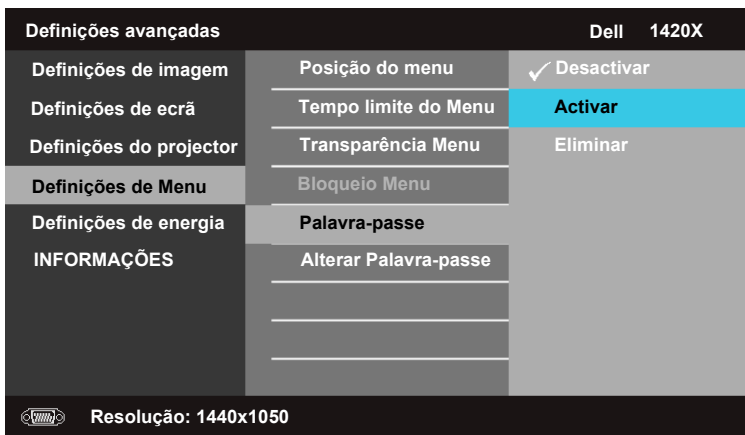 Definições avançadas
Dell 1420X
Definições de imagem
Definições de ecrã
Definições do projector
Definições de Menu
Definições de energia
INFORMAÇÕES
Posição do menu
Tempo limite do Menu
Transparência Menu
Bloqueio Menu
Palavra-passe
Alterar Palavra-passe
Desactivar
Activar
Eliminar
Resolução: 1440x1050